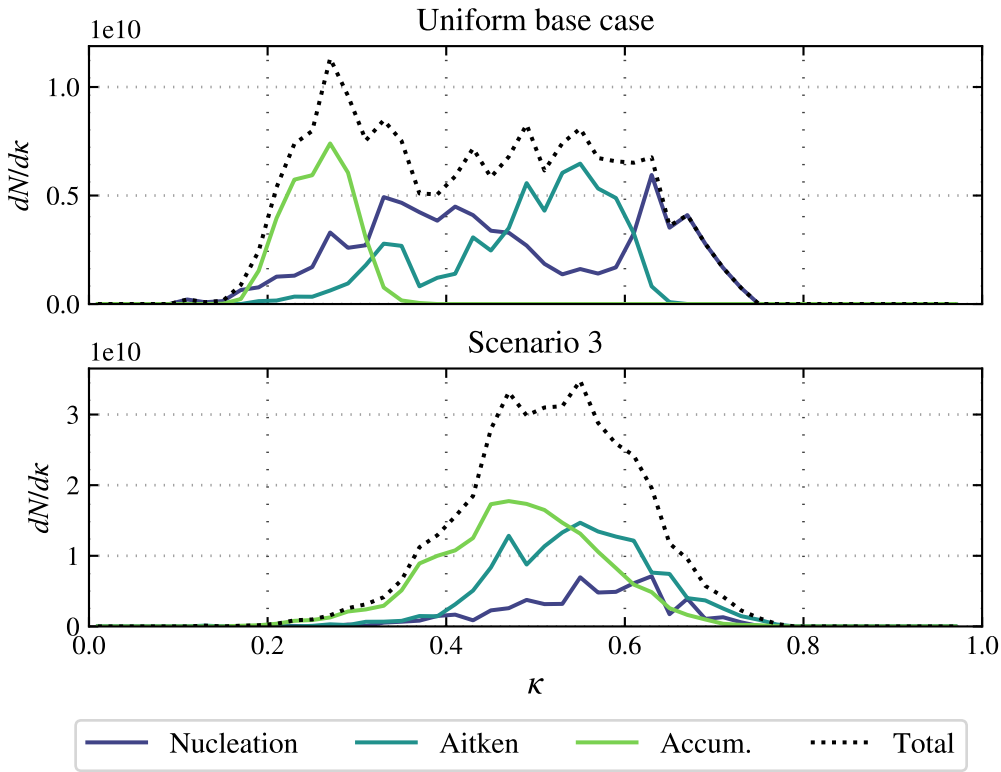 Uniform base case
1e10
1.0
0.5
0.0
dN/dκ
Scenario 3
1e10
3
2
1
0
dN/dκ
0.0 0.2 0.4 0.6 0.8 1.0
κ
Nucleation Aitken Accum. Total